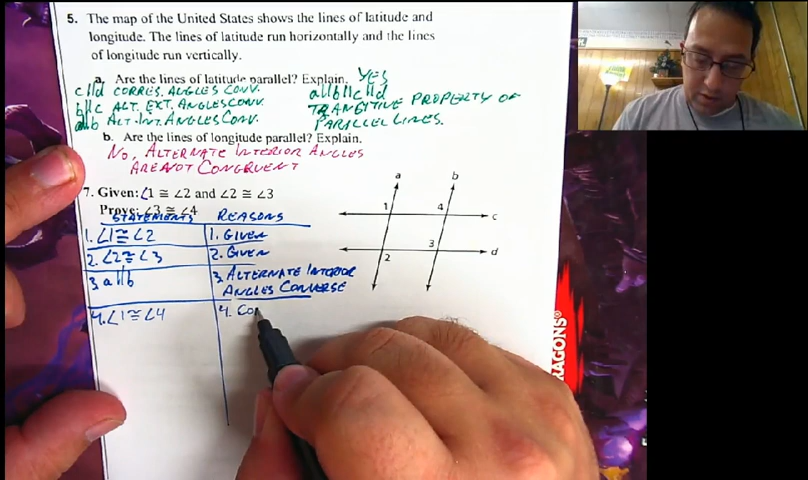 5. The map of the United States shows the lines of latitude and
longitude. The lines of latitude run horizontally and the lines
of longitude run vertically.
a. Are the lines of latitude parallel? Explain. YES
c||d CORRES. ANGLES CONV.
b||c ALT. EXT. ANGLES CONV.
a||b ALT. INT. ANGLES CONV.
a||b||c||d
TRANSITIVE PROPERTY OF
PARALLEL LINES.
b. Are the lines of longitude parallel? Explain.
NO, ALTERNATE INTERIOR ANGLES
ARE NOT CONGRUENT
7. Given: ∠1 ≅ ∠2 and ∠2 ≅ ∠3
Prove: ∠3 ≅ ∠4
STATEMENTS REASONS
1. ∠1 ≅ ∠2 1. GIVEN
2. ∠2 ≅ ∠3 2. GIVEN
3. a||b 3. ALTERNATE INTERIOR
ANGLES CONVERSE
4. ∠1 ≅ ∠4 4. CO
a b
1 4 c
3 d
2
RAGONS®